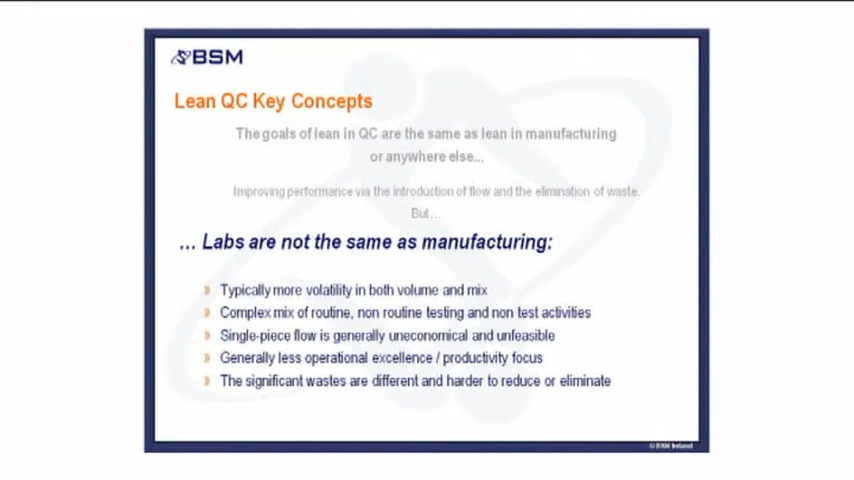 BSM
Lean QC Key Concepts
The goals of lean in QC are the same as lean in manufacturing
or anywhere else...
Improving performance via the introduction of flow and the elimination of waste.
But...
... Labs are not the same as manufacturing:
» Typically more volatility in both volume and mix
» Complex mix of routine, non routine testing and non test activities
» Single-piece flow is generally uneconomical and unfeasible
» Generally less operational excellence / productivity focus
» The significant wastes are different and harder to reduce or eliminate
© BSM Ireland